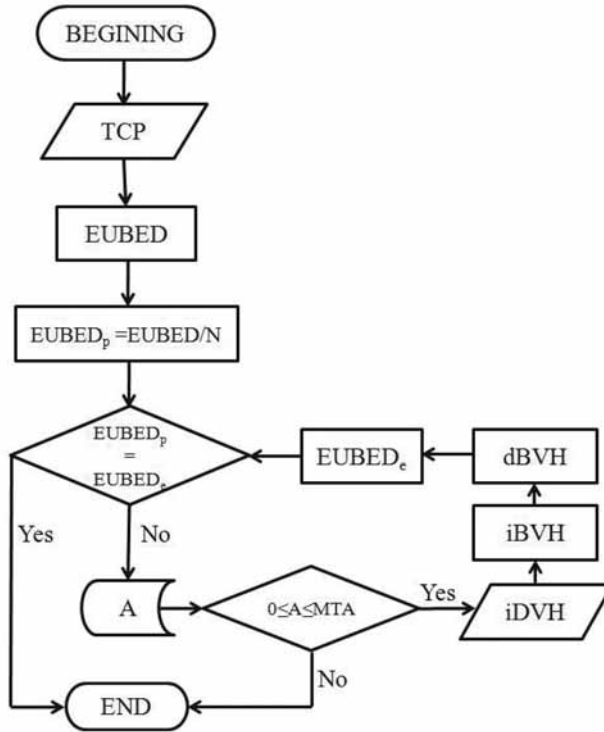 BEGINING
TCP
EUBED
EUBEDₚ =EUBED/N
EUBEDₚ
=
EUBEDₑ
EUBEDₑ
dBVH
iBVH
Yes
No
A
0≤A≤MTA
Yes
iDVH
No
END